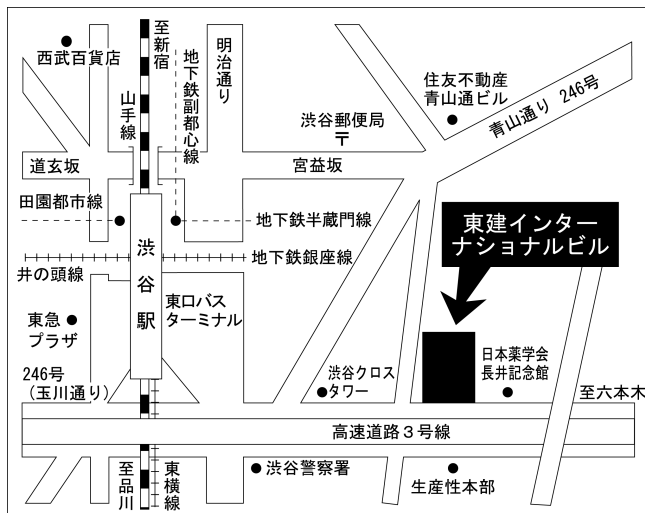 至新宿
西武百貨店
山手線
地下鉄副都心線
明治通り
住友不動産
青山通ビル
青山通り 246号
渋谷郵便局
〒
道玄坂
宮益坂
田園都市線
地下鉄半蔵門線
東建インター
ナショナルビル
渋谷駅
地下鉄銀座線
井の頭線
東急
プラザ
東口バス
ターミナル
246号
(玉川通り)
渋谷クロス
タワー
日本薬学会
長井記念館
至六本木
高速道路3号線
至品川
東横線
渋谷警察署
生産性本部